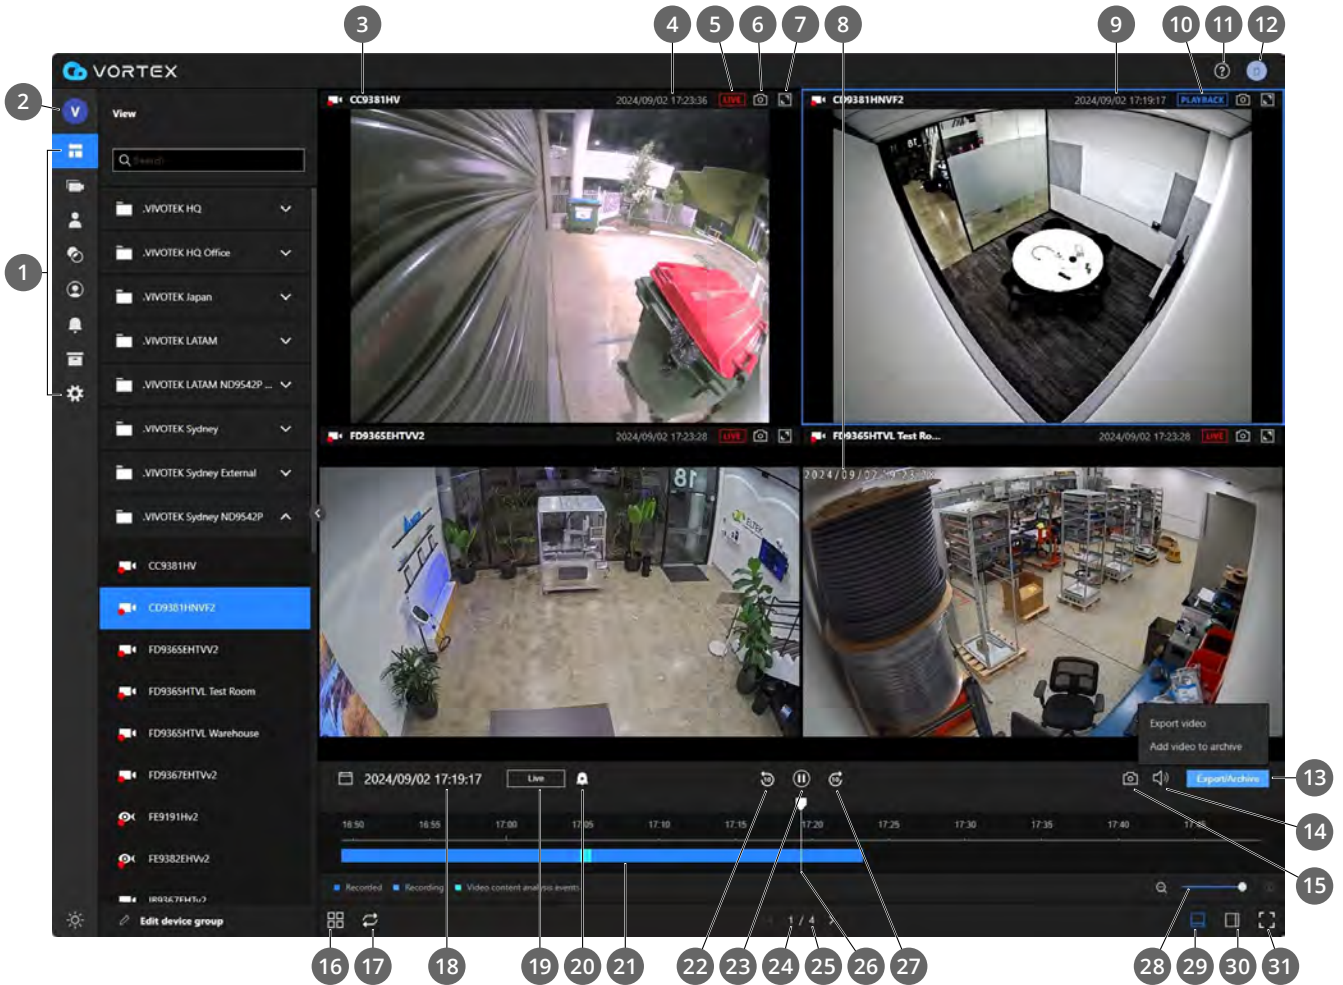 3 4 5 6 7 8 9 10 11 12
VORTEX
2
V
View
CC9381HV 2024/09/02 17:23:36 LIVE
CD9381HNVF2 2024/09/02 17:19:17 PLAYBACK
Search
.VIVOTEK HQ
.VIVOTEK HQ Office
1
.VIVOTEK Japan
.VIVOTEK LATAM
.VIVOTEK LATAM ND9542P ...
.VIVOTEK Sydney
.VIVOTEK Sydney External
.VIVOTEK Sydney ND9542P
CC9381HV
CD9381HNVF2
FD9365EHTVV2
FD9365HTVL Test Room
FD9365HTVL Warehouse
FD9367EHTVv2
FE9191Hv2
FE9382EHVv2
IB9367EHTv2
Edit device group
FD9365EHTVV2 2024/09/02 17:23:28 LIVE
FD9365HTVL Test Ro... 2024/09/02 17:23:28 LIVE
18
ELTEK
Export video
Add video to archive
2024/09/02 17:19:17 Live
10 10
Export/Archive
13
14
15
16:50 16:55 17:00 17:05 17:10 17:15 17:20 17:25 17:30 17:35 17:40 17:45
Recorded Recording Video content analysis events
1 / 4
16 17 18 19 20 21 22 23 24 25 26 27 28 29 30 31